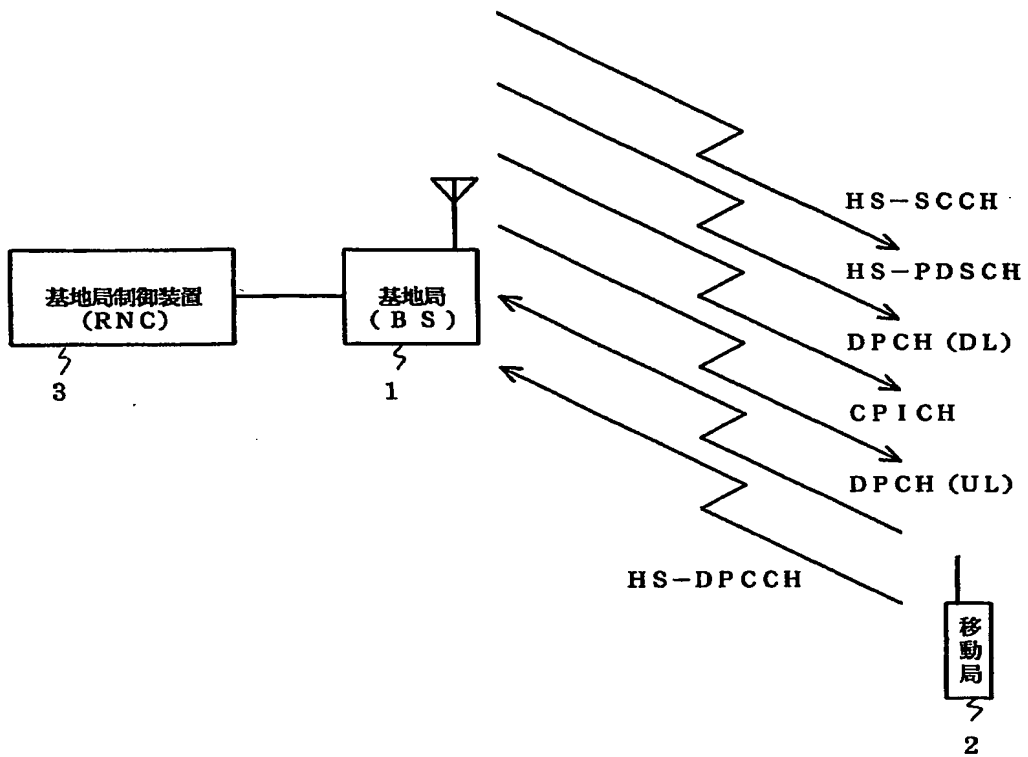 HS-SCCH
HS-PDSCH
DPCH (DL)
CPICH
DPCH (UL)
HS-DPCCH
基地局制御装置
(RNC)
3
基地局
(BS)
1
移動局
2